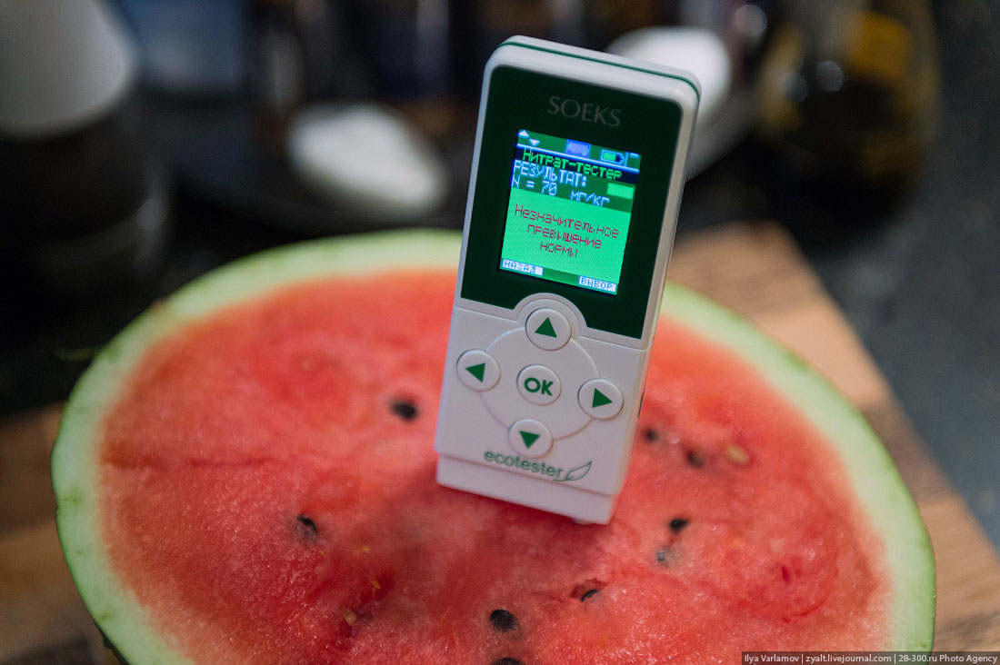 SOEKS
Нитрат-тестер
РЕЗУЛЬТАТ:
N = 70 мг/кг
Незначительное
превышение
нормы
НАЗАД
ВЫБОР
OK
ecotester
Ilya Varlamov | zyalt.livejournal.com | 28-300.ru Photo Agency